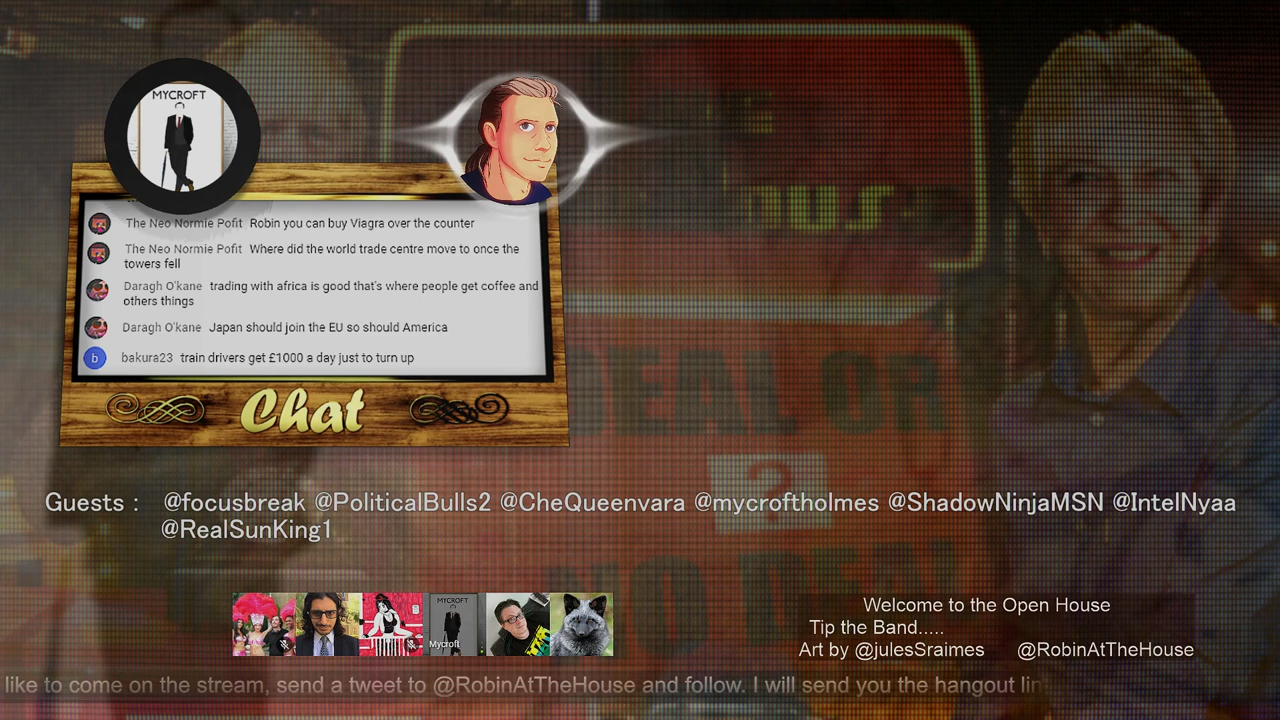 MYCROFT
The Neo Normie Pofit Robin you can buy Viagra over the counter
The Neo Normie Pofit Where did the world trade centre move to once the
towers fell
Daragh O'kane trading with africa is good that's where people get coffee and
others things
Daragh O'kane Japan should join the EU so should America
b bakura23 train drivers get £1000 a day just to turn up
Chat
DEAL OR
?
NO DEAL
Guests : @focusbreak @PoliticalBulls2 @CheQueenvara @mycroftholmes @ShadowNinjaMSN @IntelNyaa
@RealSunKing1
MYCROFT
Mycroft
Welcome to the Open House
Tip the Band.....
Art by @julesSraimes @RobinAtTheHouse
like to come on the stream, send a tweet to @RobinAtTheHouse and follow. I will send you the hangout lin